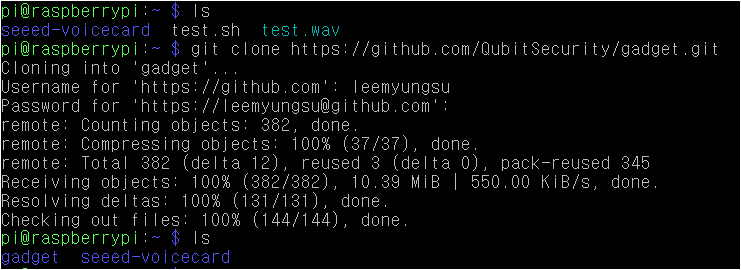 pi@raspberrypi:~ $ ls
seeed-voicecard  test.sh  test.wav
pi@raspberrypi:~ $ git clone https://github.com/QubitSecurity/gadget.git
Cloning into 'gadget'...
Username for 'https://github.com': leemyungsu
Password for 'https://leemyungsu@github.com':
remote: Counting objects: 382, done.
remote: Compressing objects: 100% (37/37), done.
remote: Total 382 (delta 12), reused 3 (delta 0), pack-reused 345
Receiving objects: 100% (382/382), 10.39 MiB | 550.00 KiB/s, done.
Resolving deltas: 100% (131/131), done.
Checking out files: 100% (144/144), done.
pi@raspberrypi:~ $ ls
gadget  seeed-voicecard